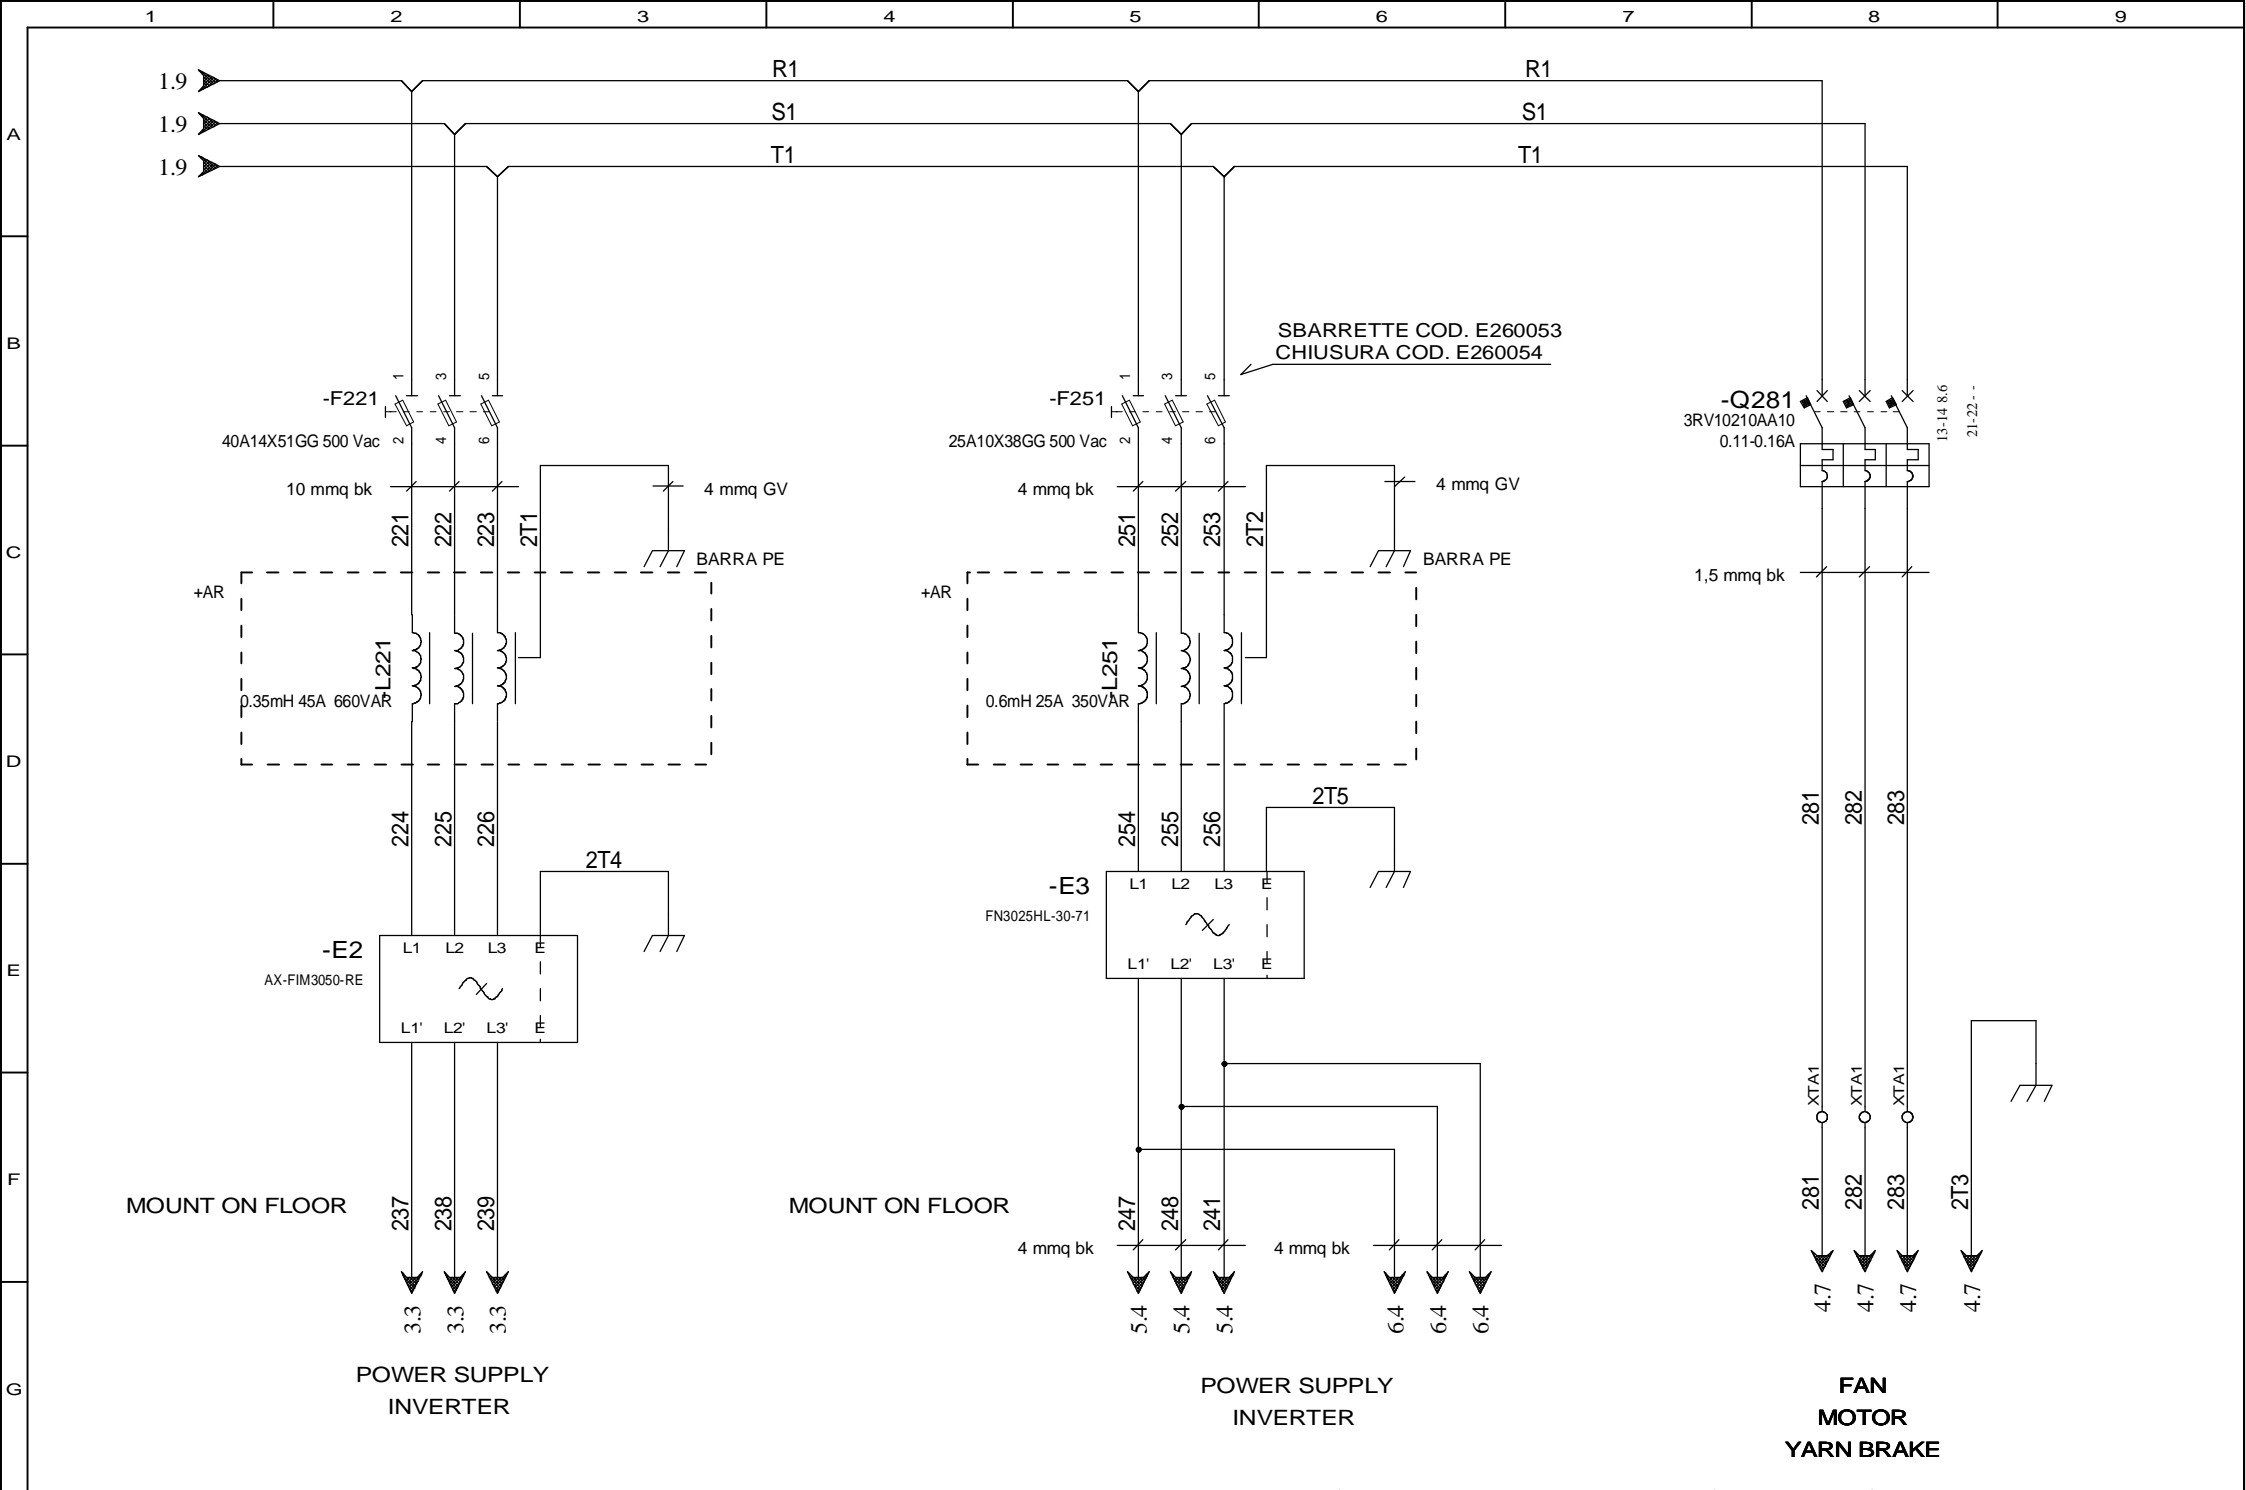 1 2 3 4 5 6 7 8 9
A
B
C
D
E
F
G
1.9 R1 R1
1.9 S1 S1
1.9 T1 T1
SBARRETTE COD. E260053
CHIUSURA COD. E260054
-F221
1 3 5
2 4 6
40A14X51GG 500 Vac
10 mmq bk
4 mmq GV
221 222 223 2T1
BARRA PE
+AR
-L221
0.35mH 45A 660VAR
224 225 226
2T4
-E2
AX-FIM3050-RE
L1 L2 L3 E
L1' L2' L3' E
MOUNT ON FLOOR
237 238 239
3.3 3.3 3.3
POWER SUPPLY
INVERTER
-F251
1 3 5
2 4 6
25A10X38GG 500 Vac
4 mmq bk
4 mmq GV
251 252 253 2T2
BARRA PE
+AR
-L251
0.6mH 25A 350VAR
254 255 256
2T5
-E3
FN3025HL-30-71
L1 L2 L3 E
L1' L2' L3' E
MOUNT ON FLOOR
247 248 241
4 mmq bk
4 mmq bk
5.4 5.4 5.4
6.4 6.4 6.4
POWER SUPPLY
INVERTER
-Q281
3RV10210AA10
0.11-0.16A
13-14 8.6
21-22 - -
1,5 mmq bk
281 282 283
XTA1 XTA1 XTA1
281 282 283 2T3
4.7 4.7 4.7 4.7
FAN
MOTOR
YARN BRAKE